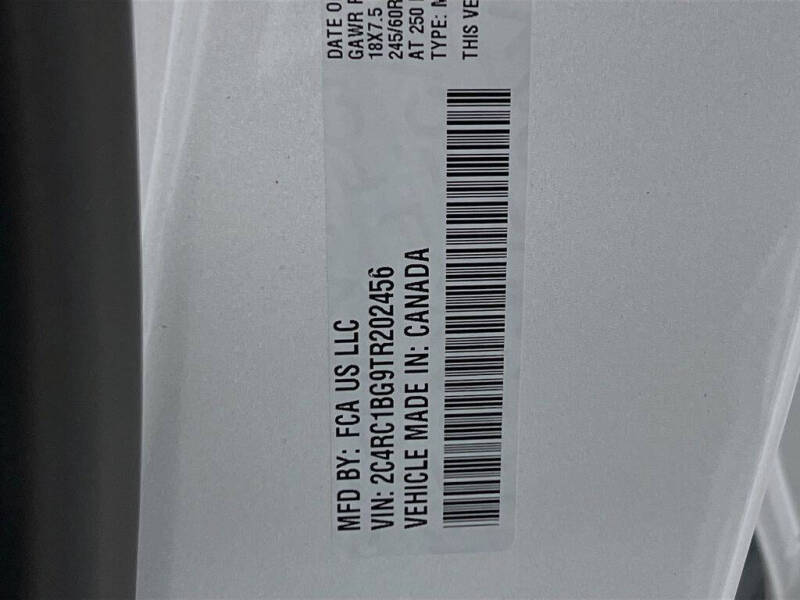 MFD BY: FCA US LLC
VIN: 2C4RC1BG9TR202456
VEHICLE MADE IN: CANADA
DATE O
GAWR
18X7.5
245/60R
AT 250
TYPE:
THIS VE